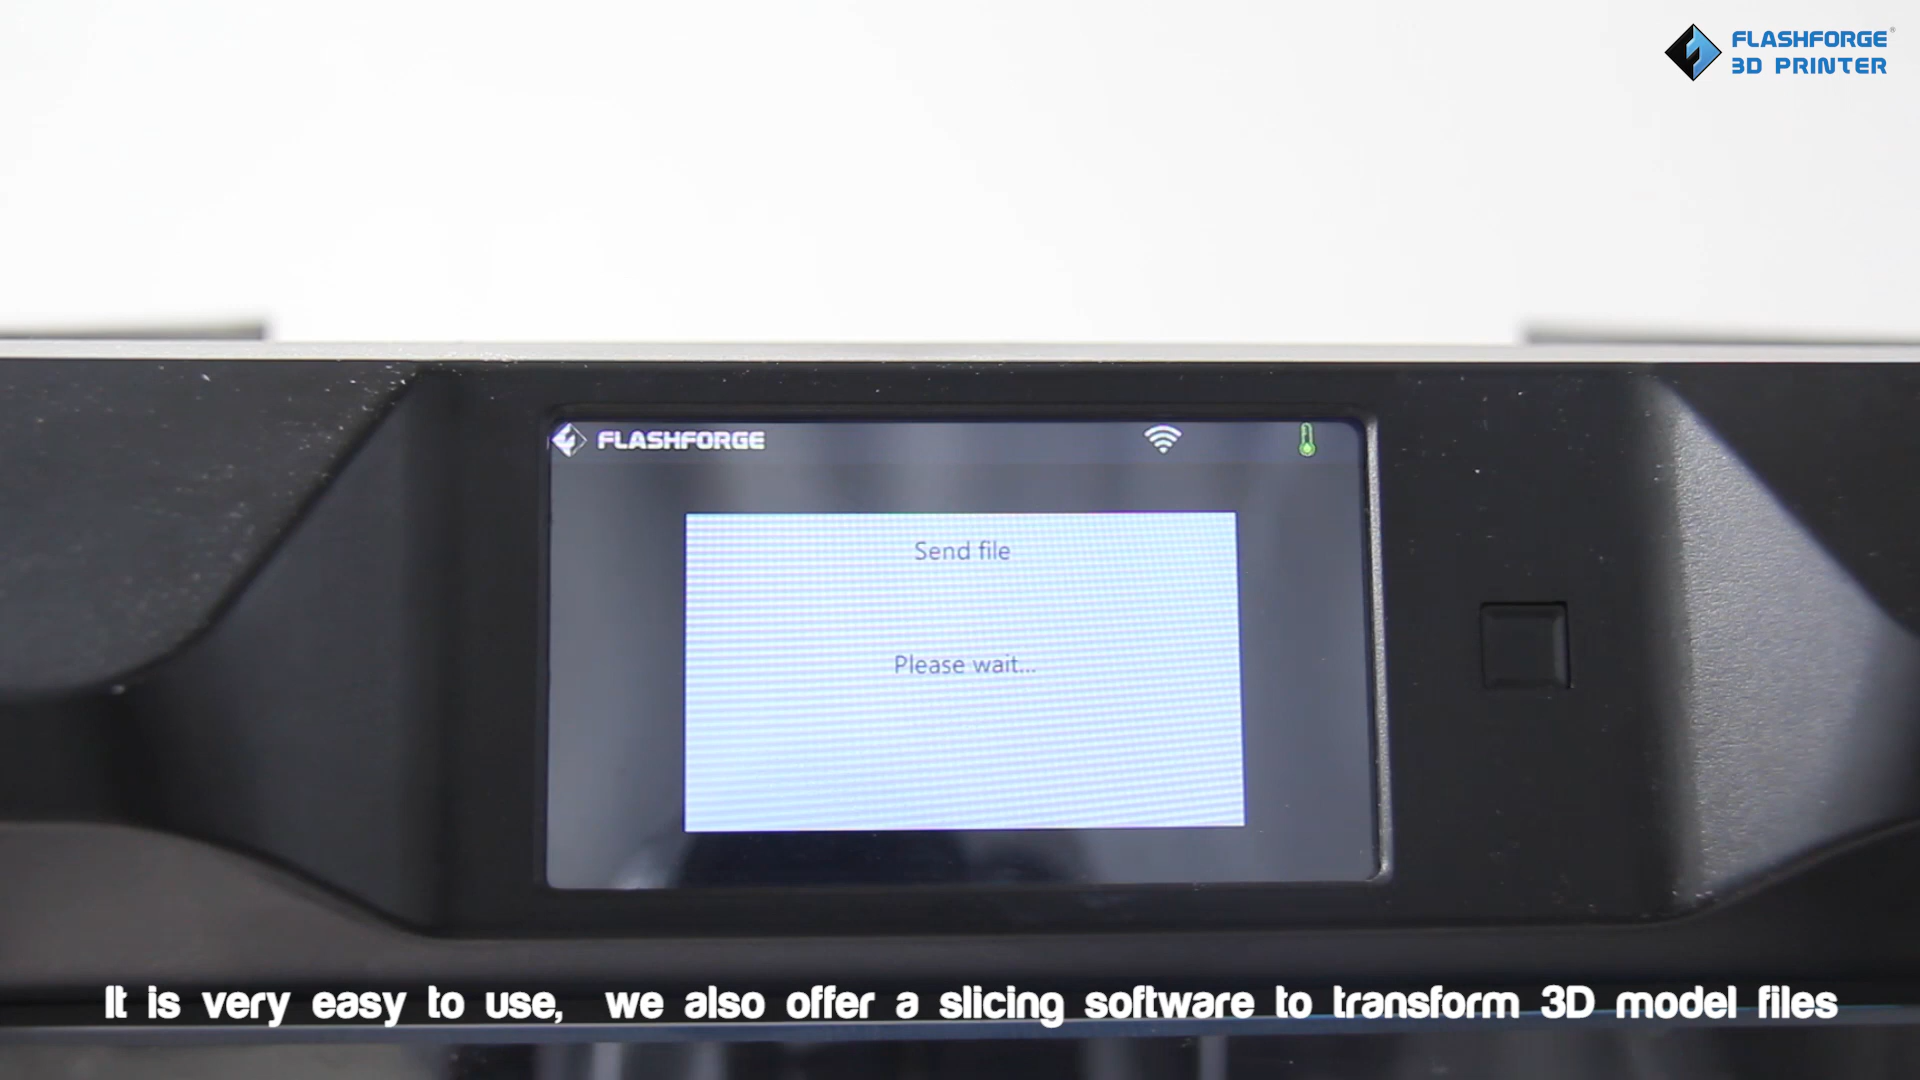 FLASHFORGE®
3D PRINTER
FLASHFORGE
Send file
Please wait...
It is very easy to use, we also offer a slicing software to transform 3D model files